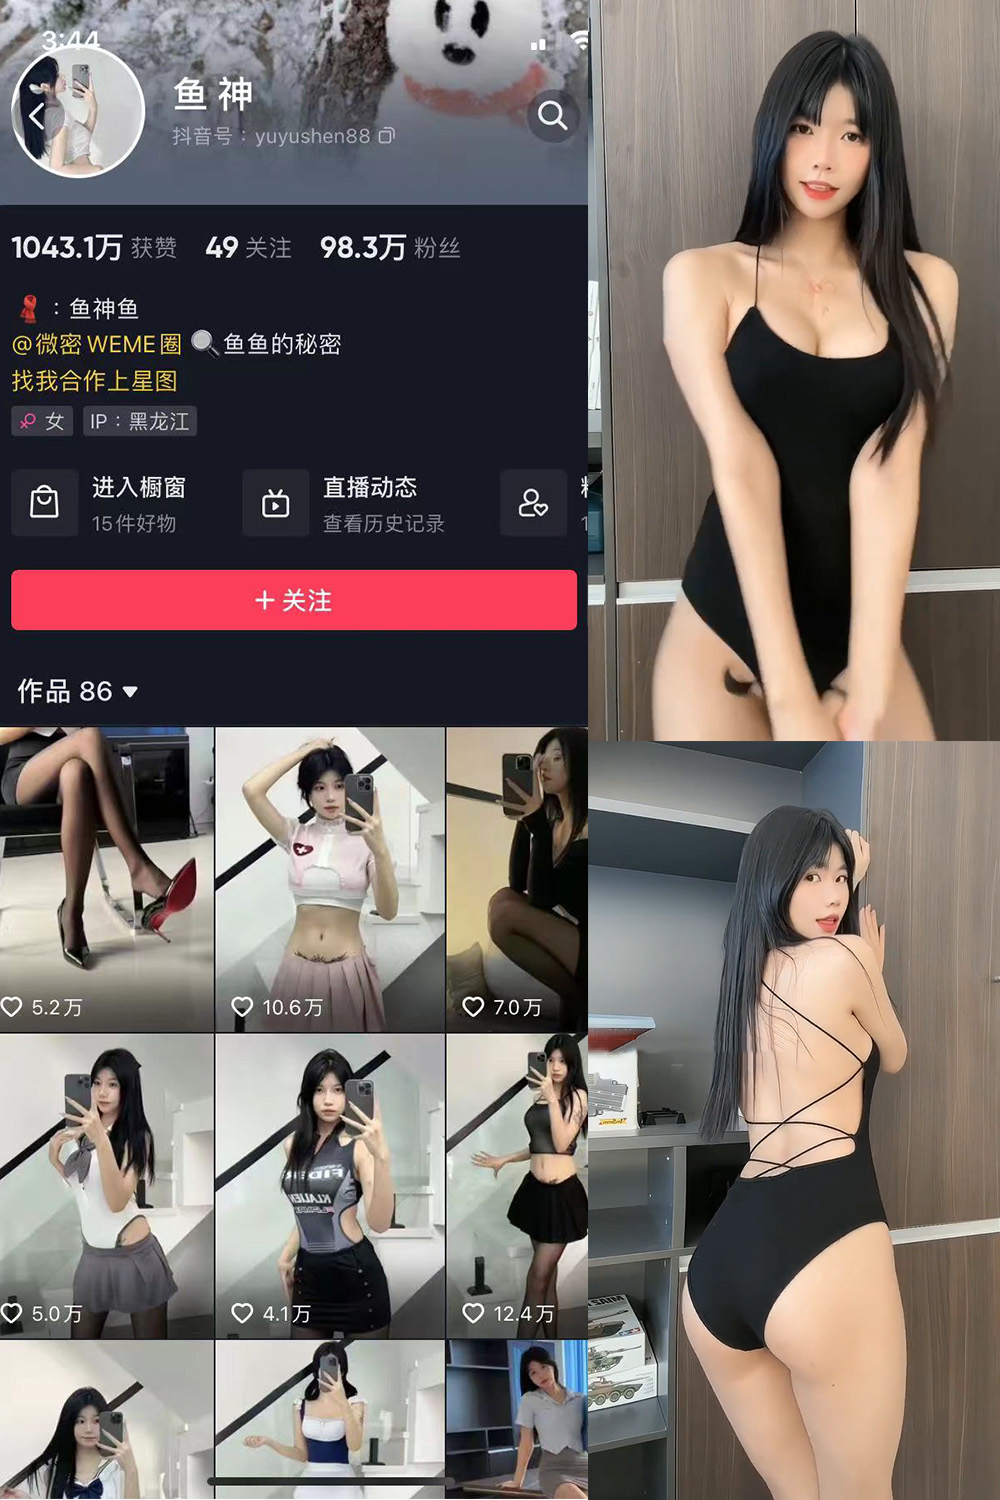 3:44
鱼 神
抖音号：yuyushen88
1043.1万 获赞 49 关注 98.3万 粉丝
：鱼神鱼
@微密 WEME圈 鱼鱼的秘密
找我合作上星图
女 IP：黑龙江
进入橱窗 直播动态
15件好物 查看历史记录
+ 关注
作品 86
5.2万 10.6万 7.0万
5.0万 4.1万 12.4万